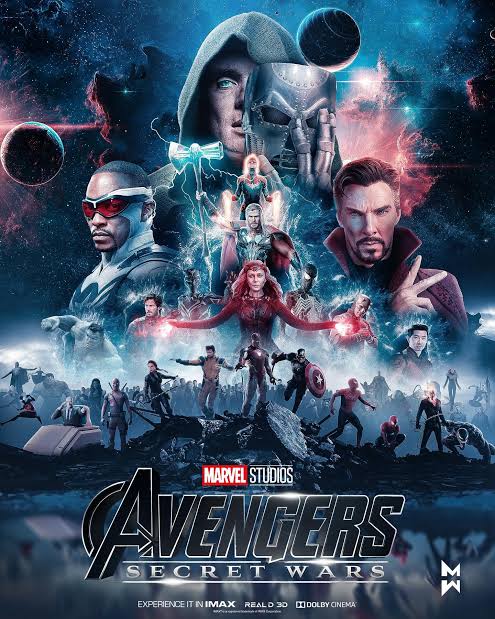 MARVEL STUDIOS
AVENGERS
SECRET WARS
M
W
EXPERIENCE IT IN IMAX REAL D 3D DOLBY CINEMA